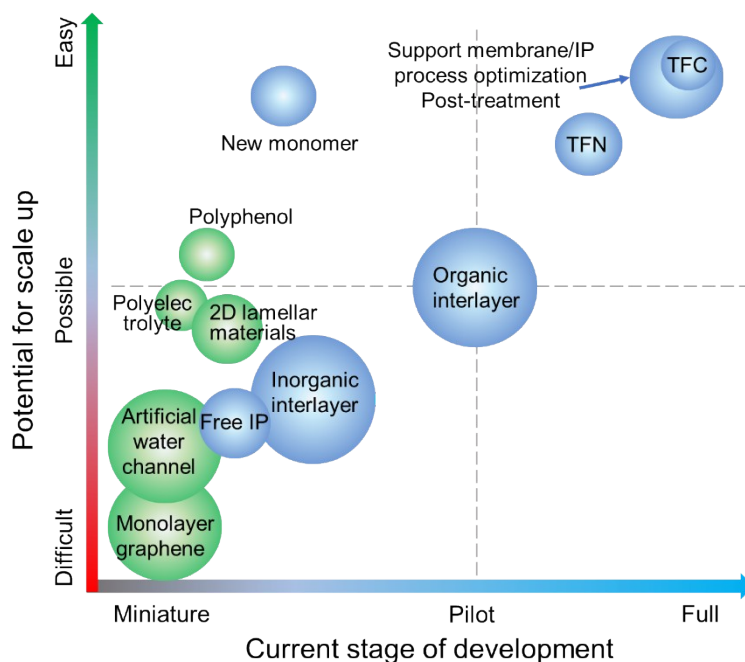 Easy
Support membrane/IP
process optimization
Post-treatment
TFC
New monomer
TFN
Polyphenol
Potential for scale up
Possible
Polyelec
trolyte
2D lamellar
materials
Organic
interlayer
Inorganic
interlayer
Artificial
water
channel
Free IP
Monolayer
graphene
Difficult
Miniature
Pilot
Full
Current stage of development